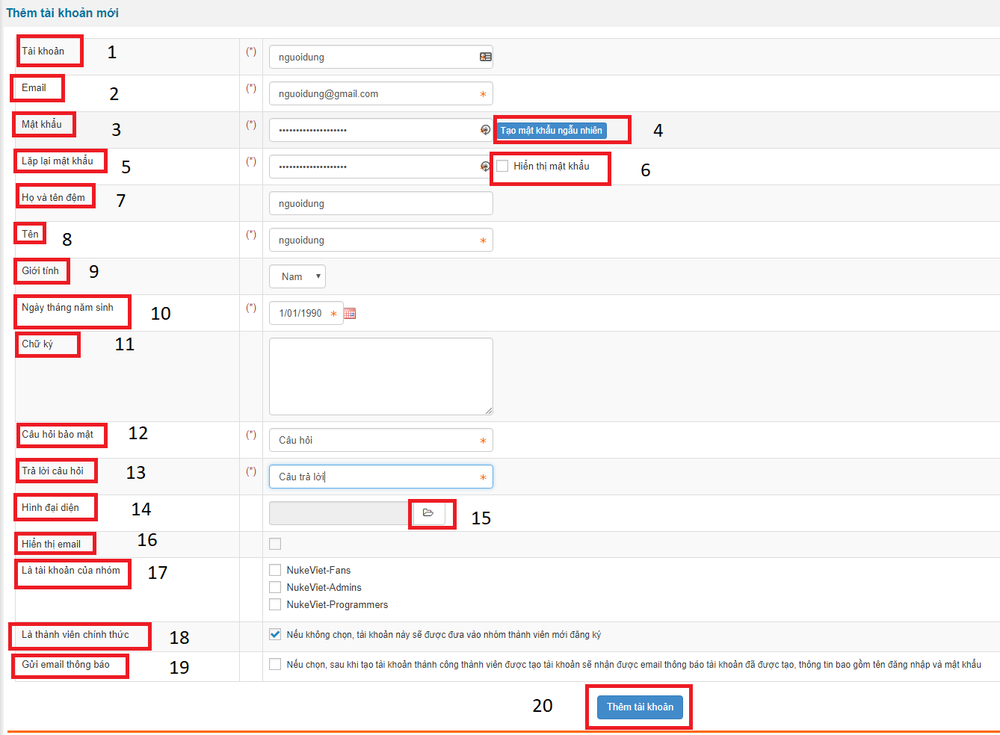 Thêm tài khoản mới
Tài khoản 1 (*) nguoidung
Email 2 (*) nguoidung@gmail.com *
Mật khẩu 3 (*) •••••••••••••••••••• Tạo mật khẩu ngẫu nhiên 4
Lặp lại mật khẩu 5 (*) •••••••••••••••••••• Hiển thị mật khẩu 6
Họ và tên đệm 7 nguoidung
Tên 8 (*) nguoidung *
Giới tính 9 Nam
Ngày tháng năm sinh 10 (*) 1/01/1990 *
Chữ ký 11
Câu hỏi bảo mật 12 (*) Câu hỏi *
Trả lời câu hỏi 13 (*) Câu trả lời *
Hình đại diện 14 15
Hiển thị email 16
Là tài khoản của nhóm 17 NukeViet-Fans
NukeViet-Admins
NukeViet-Programmers
Là thành viên chính thức 18 Nếu không chọn, tài khoản này sẽ được đưa vào nhóm thành viên mới đăng ký
Gửi email thông báo 19 Nếu chọn, sau khi tạo tài khoản thành công thành viên được tạo tài khoản sẽ nhận được email thông báo tài khoản đã được tạo, thông tin bao gồm tên đăng nhập và mật khẩu
20 Thêm tài khoản